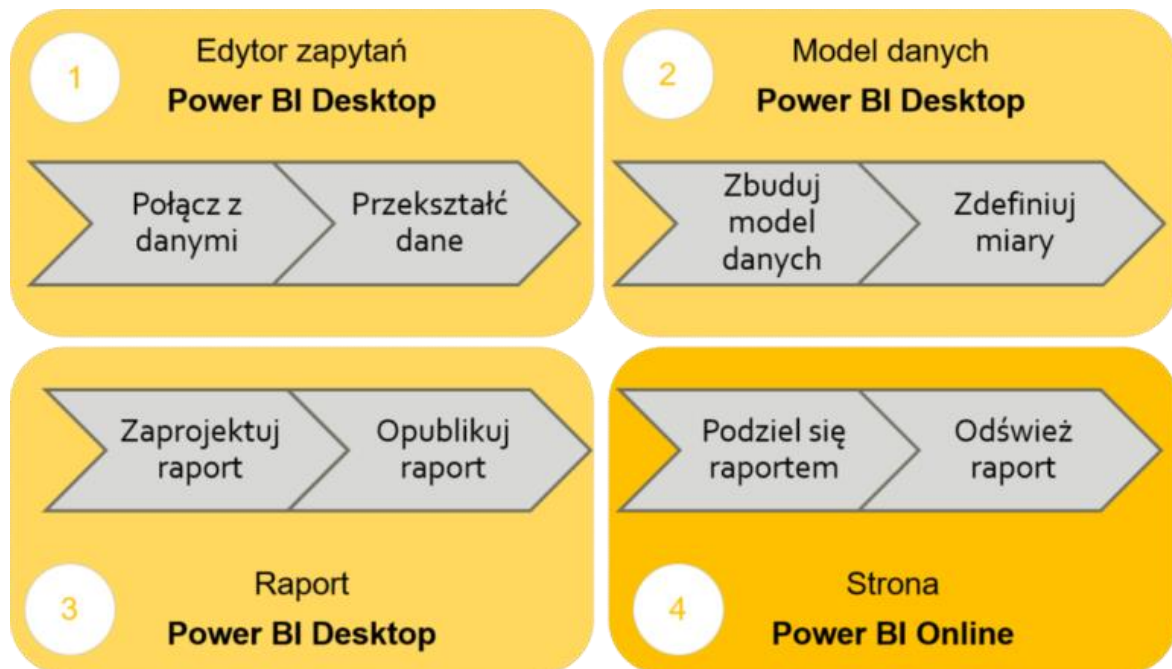 1
Edytor zapytań
Power BI Desktop
Połącz z
danymi
Przekształć
dane
2
Model danych
Power BI Desktop
Zbuduj
model
danych
Zdefiniuj
miary
Zaprojektuj
raport
Opublikuj
raport
3
Raport
Power BI Desktop
Podziel się
raportem
Odśwież
raport
4
Strona
Power BI Online